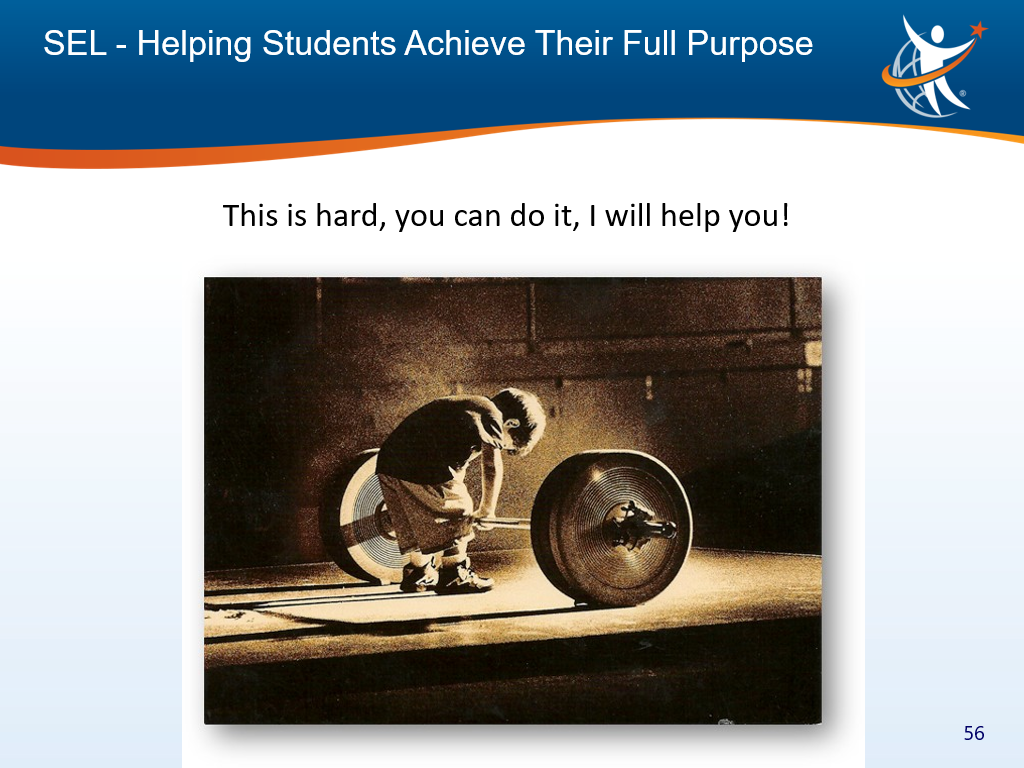 SEL - Helping Students Achieve Their Full Purpose
®
This is hard, you can do it, I will help you!
56